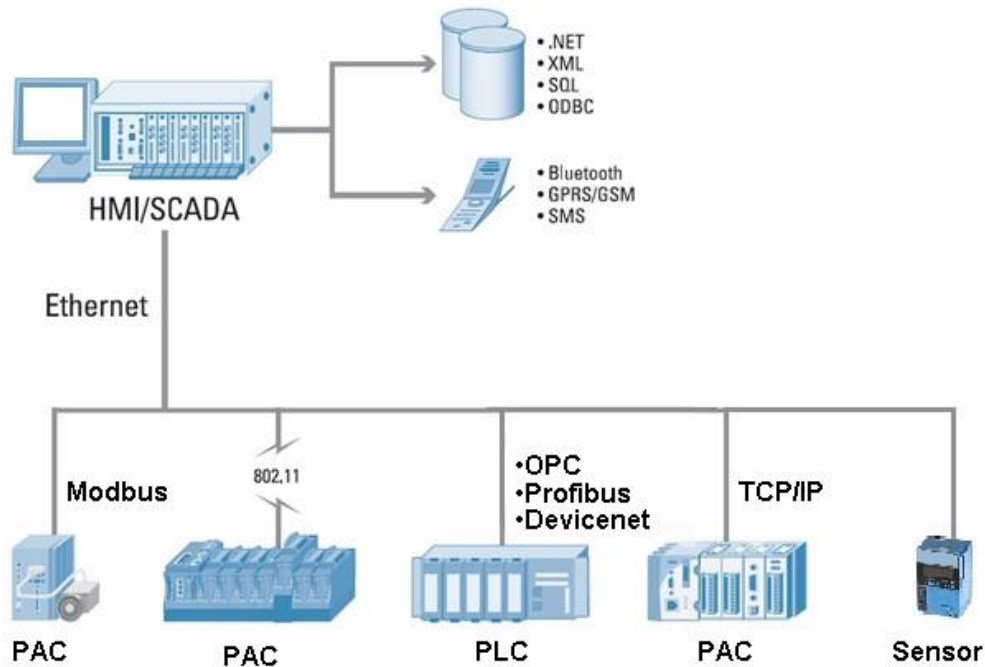 • .NET
• XML
• SQL
• ODBC
HMI/SCADA
• Bluetooth
• GPRS/GSM
• SMS
Ethernet
Modbus
802.11
•OPC
•Profibus
•Devicenet
TCP/IP
PAC
PAC
PLC
PAC
Sensor